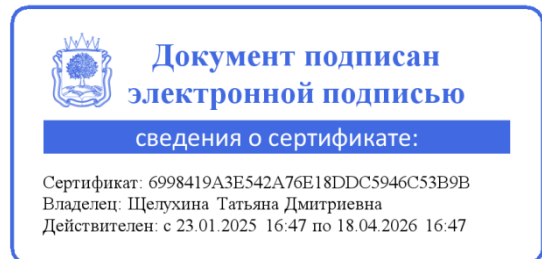 Документ подписан
электронной подписью
сведения о сертификате:
Сертификат: 6998419A3E542A76E18DDC5946C53B9B
Владелец: Щелухина Татьяна Дмитриевна
Действителен: с 23.01.2025 16:47 по 18.04.2026 16:47